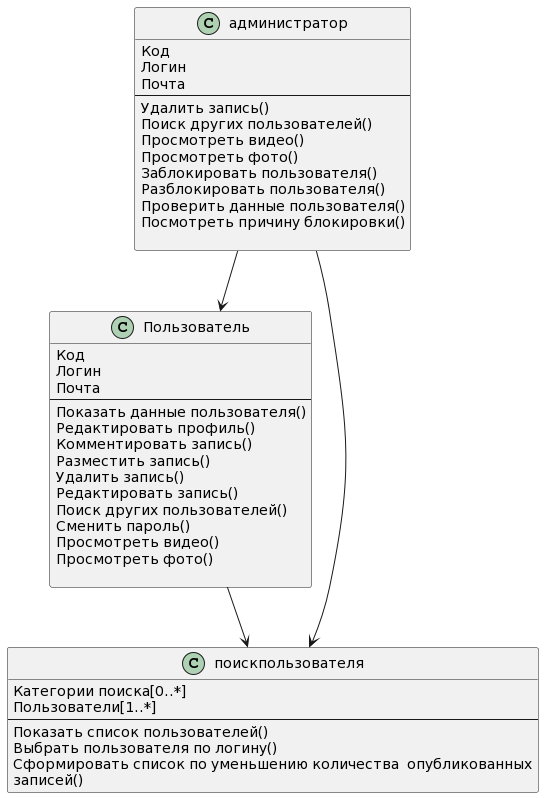 C администратор
Код
Логин
Почта
Удалить запись()
Поиск других пользователей()
Просмотреть видео()
Просмотреть фото()
Заблокировать пользователя()
Разблокировать пользователя()
Проверить данные пользователя()
Посмотреть причину блокировки()
C Пользователь
Код
Логин
Почта
Показать данные пользователя()
Редактировать профиль()
Комментировать запись()
Разместить запись()
Удалить запись()
Редактировать запись()
Поиск других пользователей()
Сменить пароль()
Просмотреть видео()
Просмотреть фото()
C поискпользователя
Категории поиска[0..*]
Пользователи[1..*]
Показать список пользователей()
Выбрать пользователя по логину()
Сформировать список по уменьшению количества  опубликованных
записей()